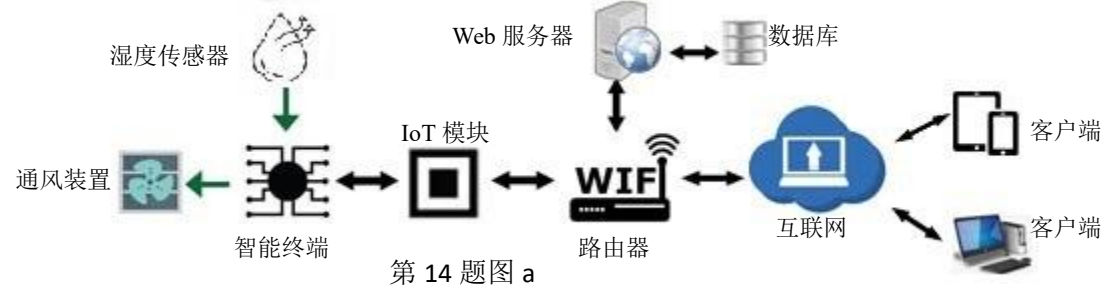 湿度传感器
Web 服务器
数据库
IoT 模块
通风装置
智能终端
WIFI
路由器
互联网
客户端
客户端
第 14 题图 a